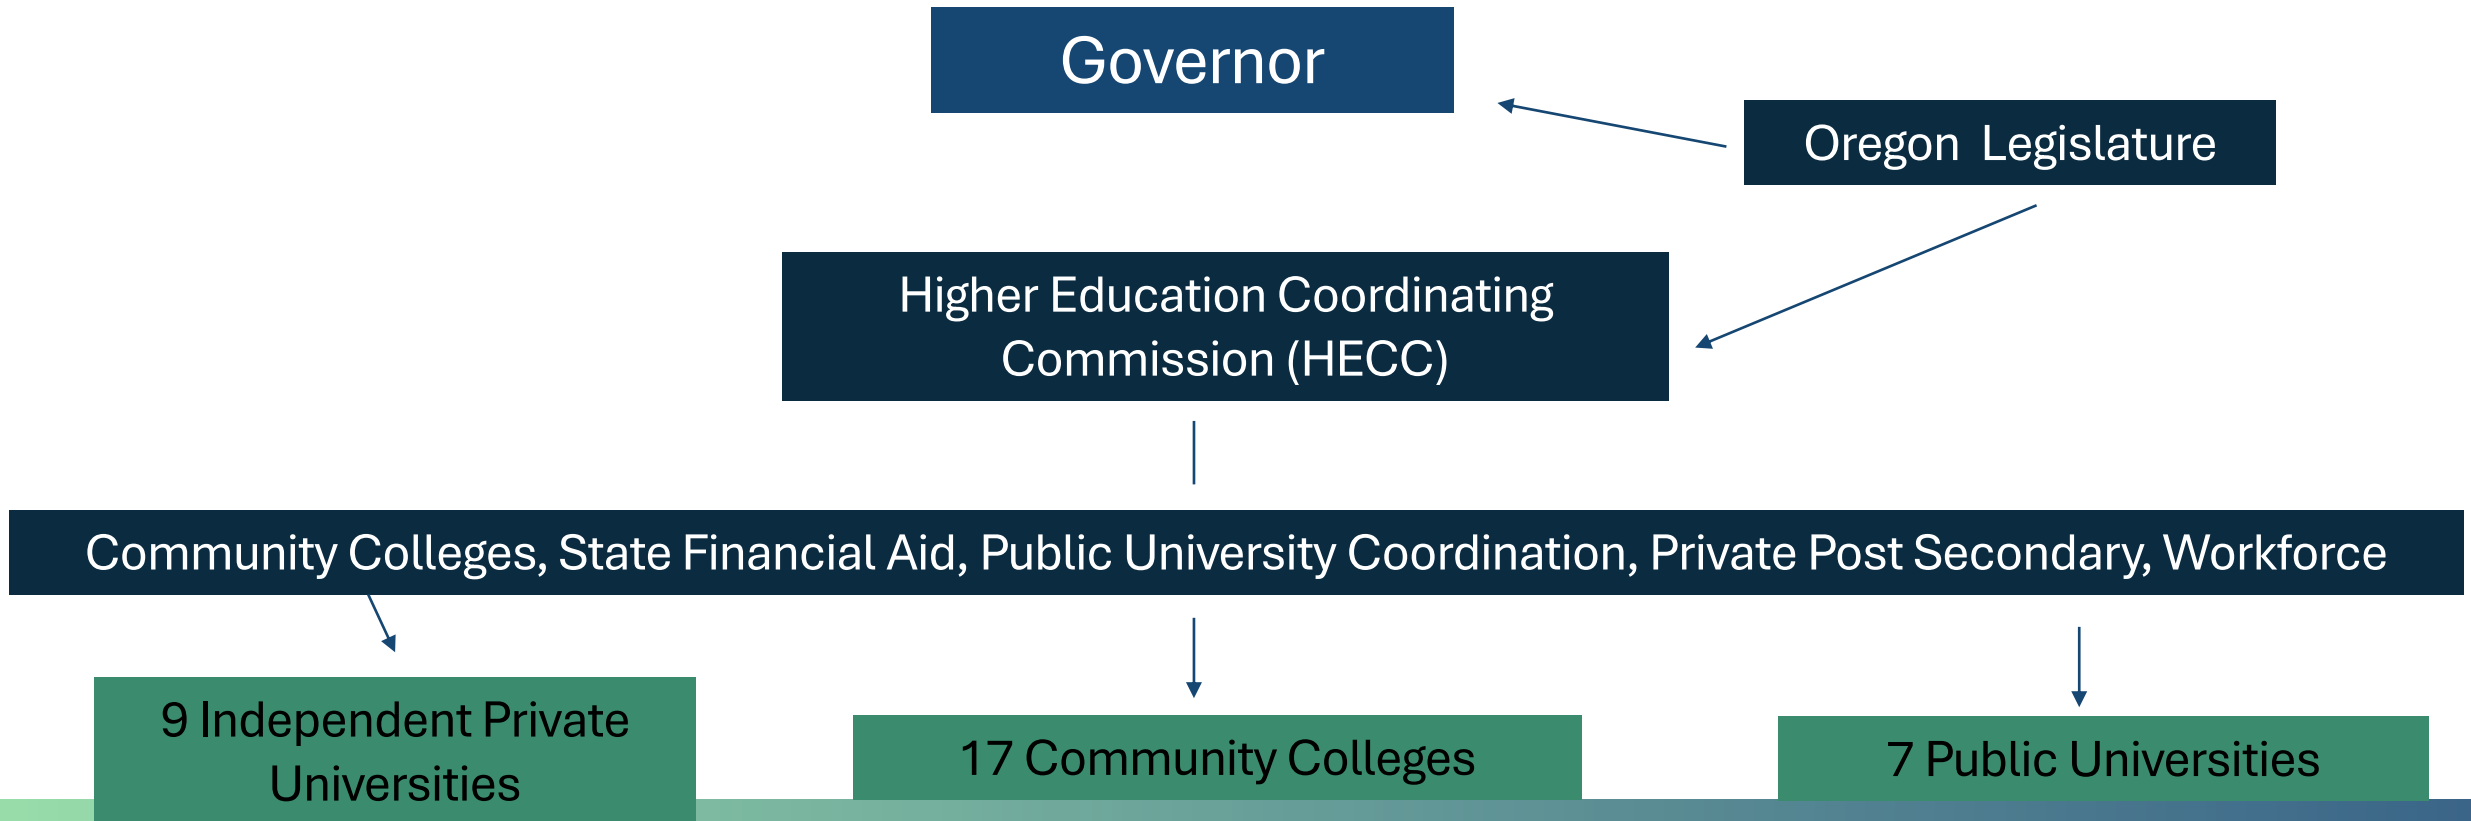 Governor
Oregon  Legislature
Higher Education Coordinating
Commission (HECC)
Community Colleges, State Financial Aid, Public University Coordination, Private Post Secondary, Workforce
9 Independent Private
Universities
17 Community Colleges
7 Public Universities